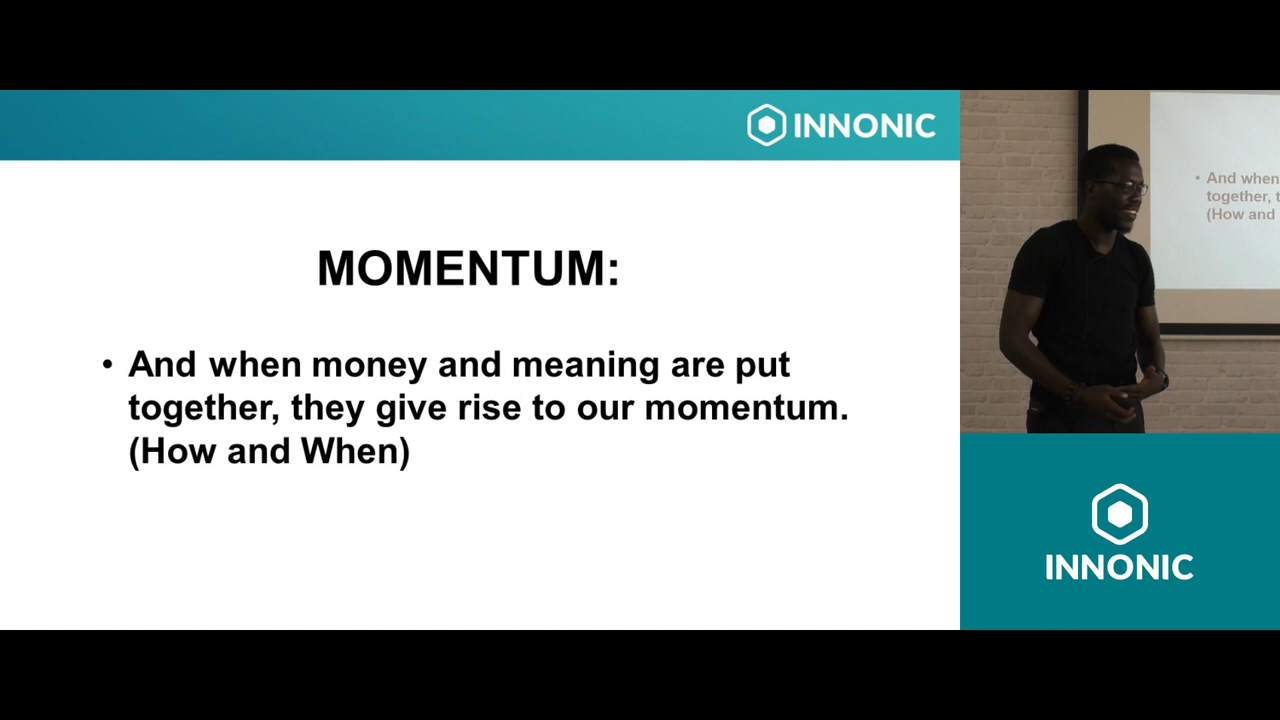 INNONIC
MOMENTUM:
• And when money and meaning are put
together, they give rise to our momentum.
(How and When)
• And when
together, t
(How and
INNONIC